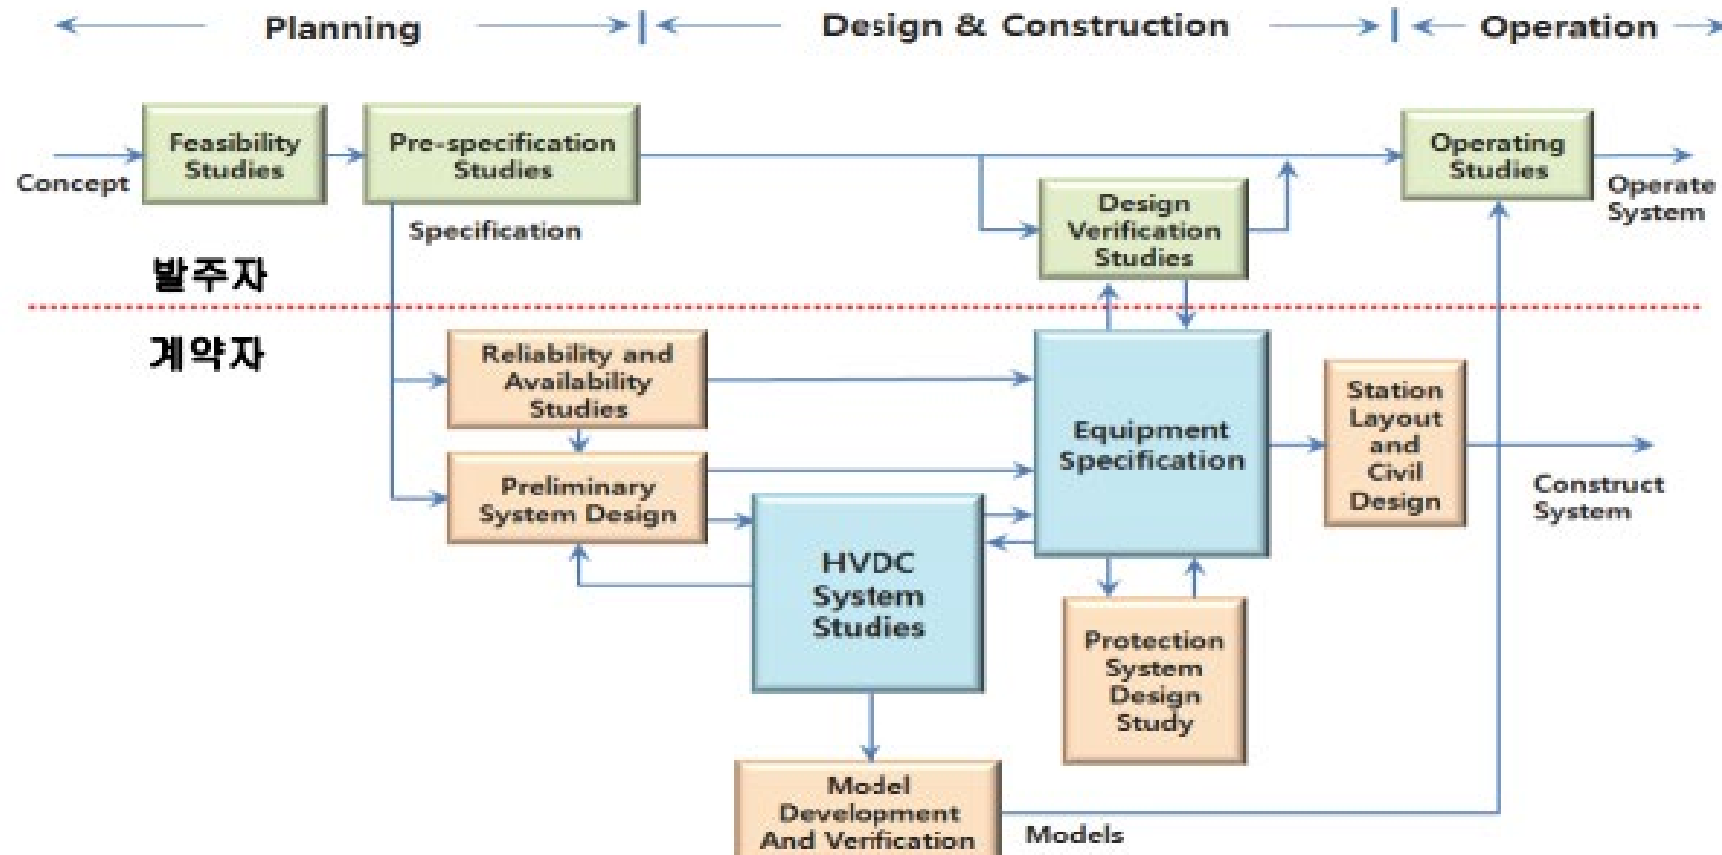 Planning
Design & Construction
Operation
Feasibility
Studies
Pre-specification
Studies
Operating
Studies
Concept
Operate
System
Specification
Design
Verification
Studies
발주자
계약자
Reliability and
Availability
Studies
Preliminary
System Design
Equipment
Specification
Station
Layout
and
Civil
Design
Construct
System
HVDC
System
Studies
Protection
System
Design
Study
Model
Development
And Verification
Models